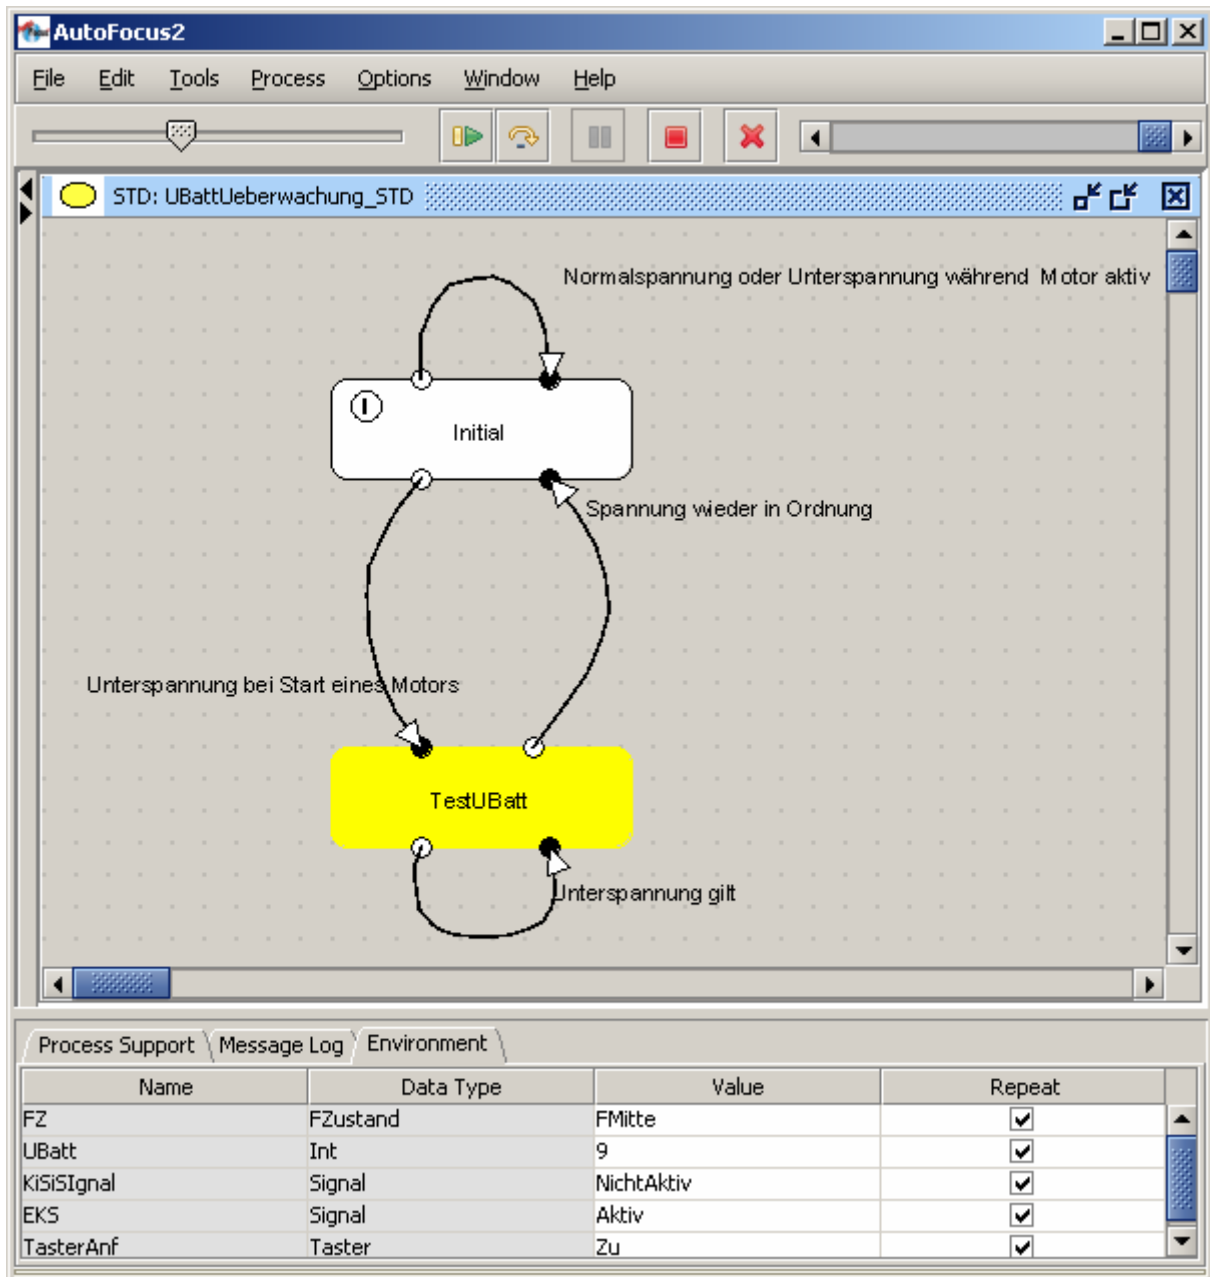 AutoFocus2
File Edit Tools Process Options Window Help
STD: UBattUeberwachung_STD
Normalspannung oder Unterspannung während Motor aktiv
I
Initial
Spannung wieder in Ordnung
Unterspannung bei Start eines Motors
TestUBatt
Unterspannung gilt
Process Support Message Log Environment
Name Data Type Value Repeat
FZ FZustand FMitte
UBatt Int 9
KiSiSIgnal Signal NichtAktiv
EKS Signal Aktiv
TasterAnf Taster Zu